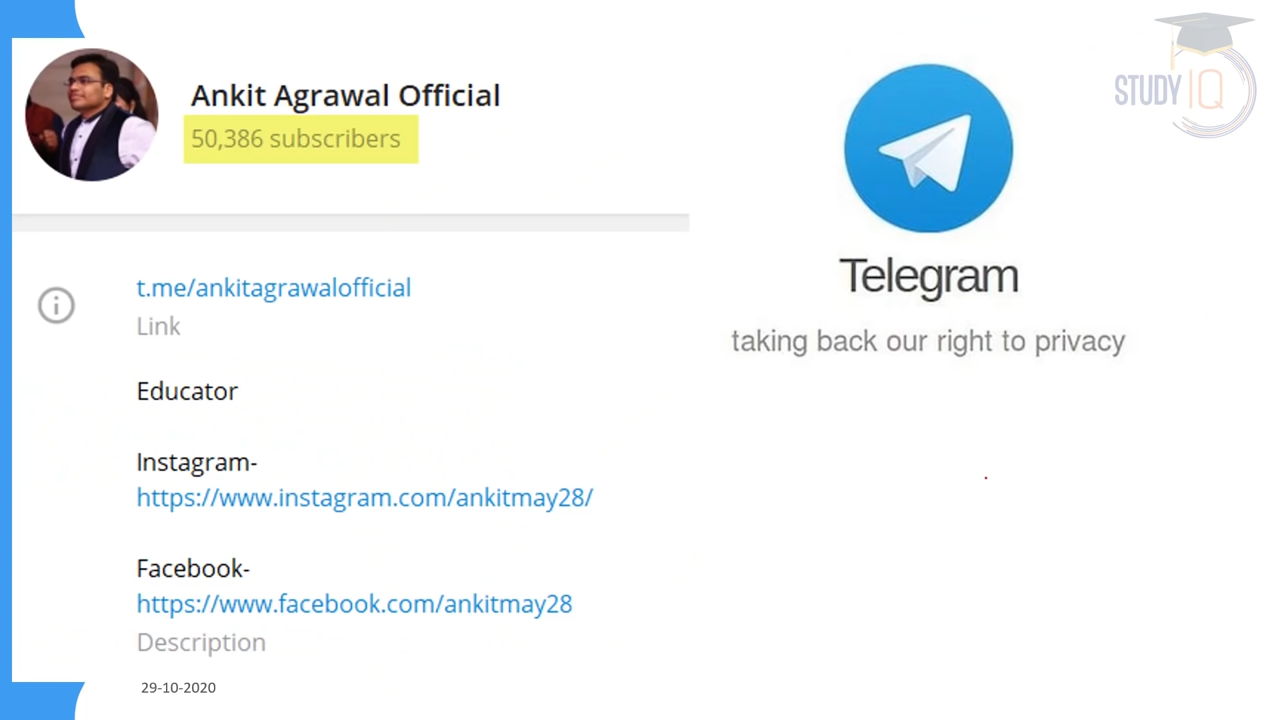 Ankit Agrawal Official
50,386 subscribers
t.me/ankitagrawalofficial
Link
Educator
Instagram-
https://www.instagram.com/ankitmay28/
Facebook-
https://www.facebook.com/ankitmay28
Description
29-10-2020
Telegram
taking back our right to privacy
STUDY IQ